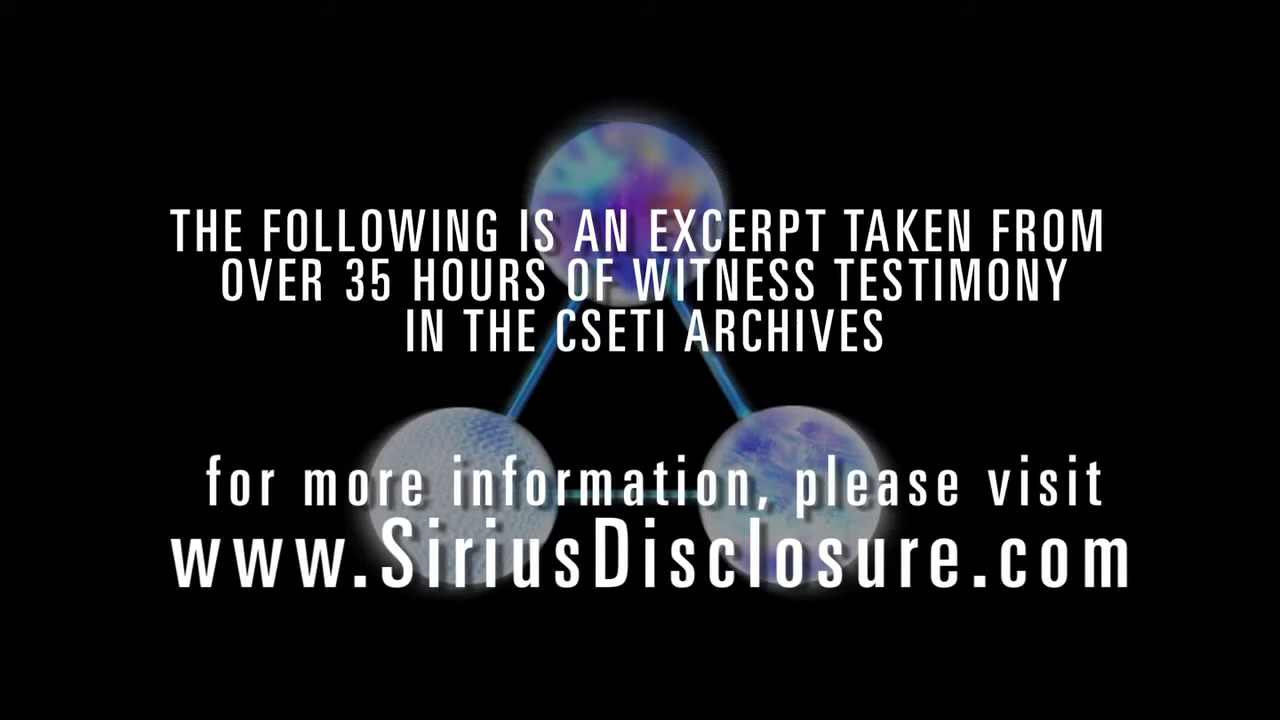 THE FOLLOWING IS AN EXCERPT TAKEN FROM
OVER 35 HOURS OF WITNESS TESTIMONY
IN THE CSETI ARCHIVES
for more information, please visit
www.SiriusDisclosure.com